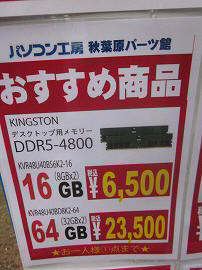 パソコン工房 秋葉原パーツ館
おすすめ商品
KINGSTON
デスクトップ用メモリー
DDR5-4800
KVR48U40BS6K2-16
16GB (8GBx2) 税込 ¥6,500
KVR48U40BD8K2-64
64GB (32GBx2) 税込 ¥23,500
★お一人様①点まで★